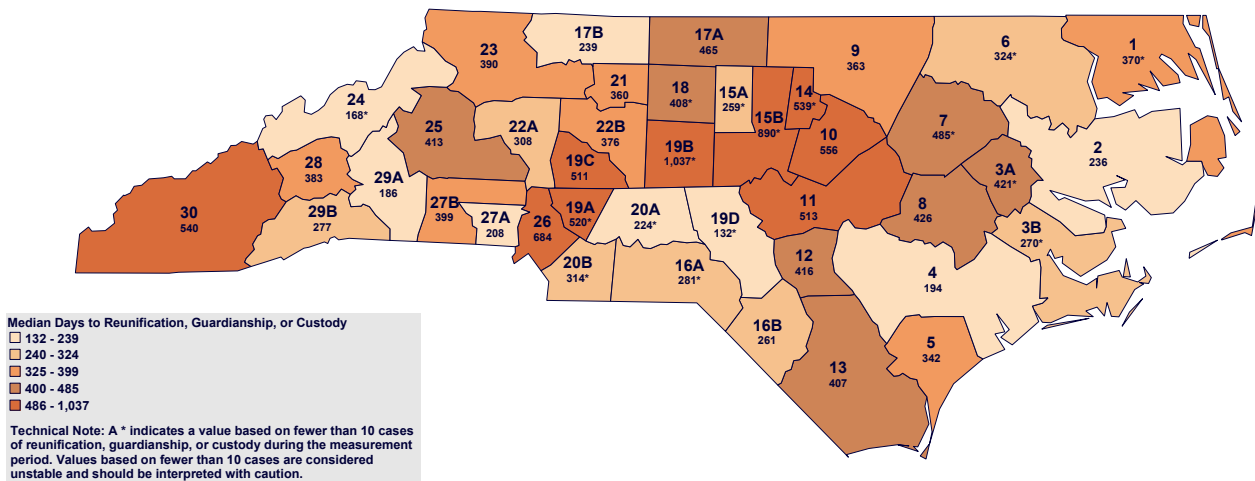 17B
239
17A
465
23
390
9
363
6
324*
1
370*
21
360
18
408*
15A
259*
14
539*
24
168*
15B
890*
7
485*
25
413
22A
308
22B
376
10
556
19B
1,037*
2
236
28
383
29A
186
19C
511
3A
421*
30
540
29B
277
27B
399
27A
208
26
684
19A
520*
20A
224*
19D
132*
11
513
8
426
3B
270*
20B
314*
16A
281*
12
416
4
194
16B
261
5
342
13
407
Median Days to Reunification, Guardianship, or Custody
132 - 239
240 - 324
325 - 399
400 - 485
486 - 1,037
Technical Note: A * indicates a value based on fewer than 10 cases
of reunification, guardianship, or custody during the measurement
period. Values based on fewer than 10 cases are considered
unstable and should be interpreted with caution.